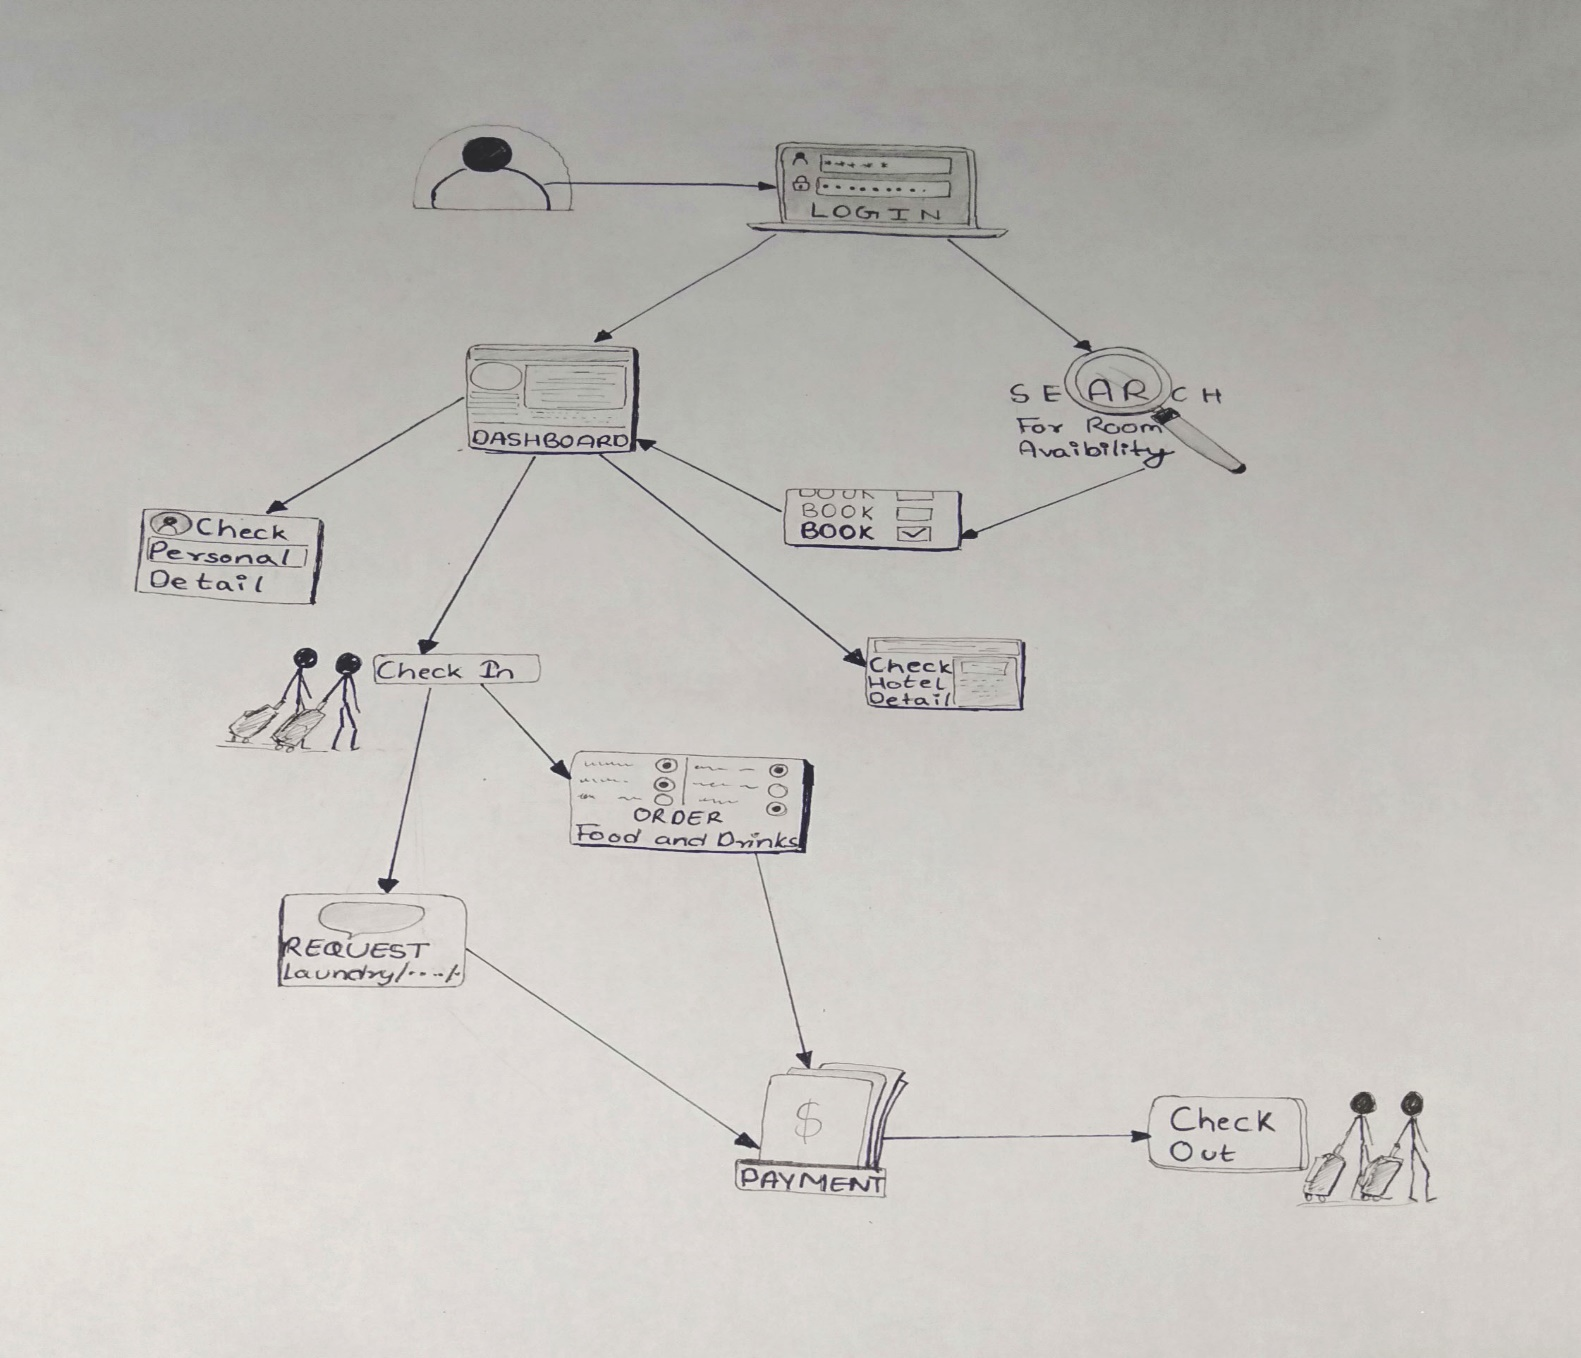 LOGIN
SEARCH
For Room
Avaibility
DASHBOARD
BOOK
BOOK
BOOK
Check
Personal
Detail
Check In
Check
Hotel
Detail
ORDER
Food and Drinks
REQUEST
Laundry/----/-
$
PAYMENT
Check
Out